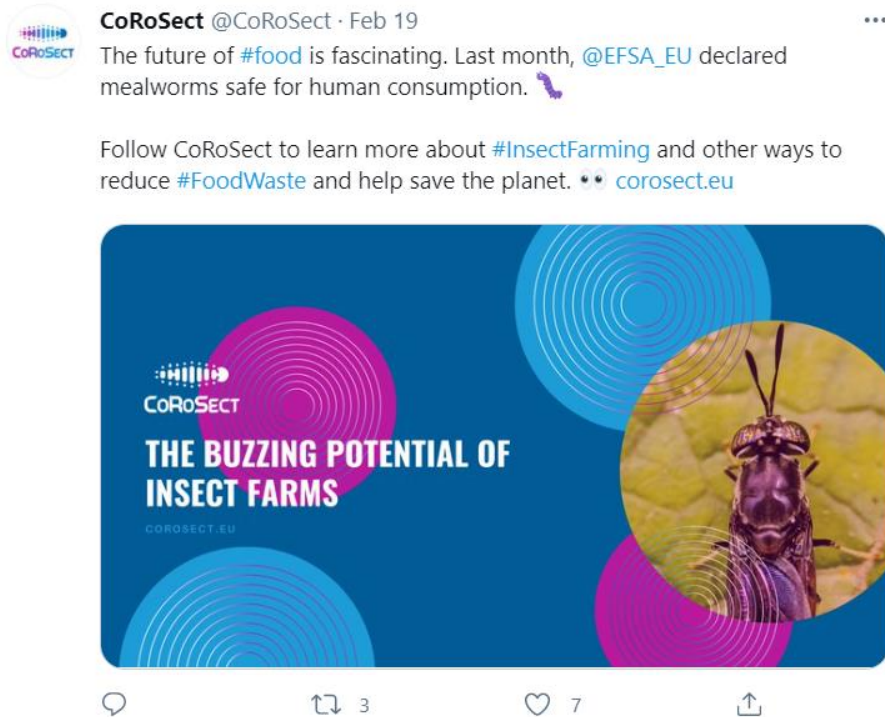 CoRoSect @CoRoSect · Feb 19
CoRoSect
The future of #food is fascinating. Last month, @EFSA_EU declared
mealworms safe for human consumption. 🐛
Follow CoRoSect to learn more about #InsectFarming and other ways to
reduce #FoodWaste and help save the planet. 👀 corosect.eu
CoRoSect
THE BUZZING POTENTIAL OF
INSECT FARMS
COROSECT.EU
3 7